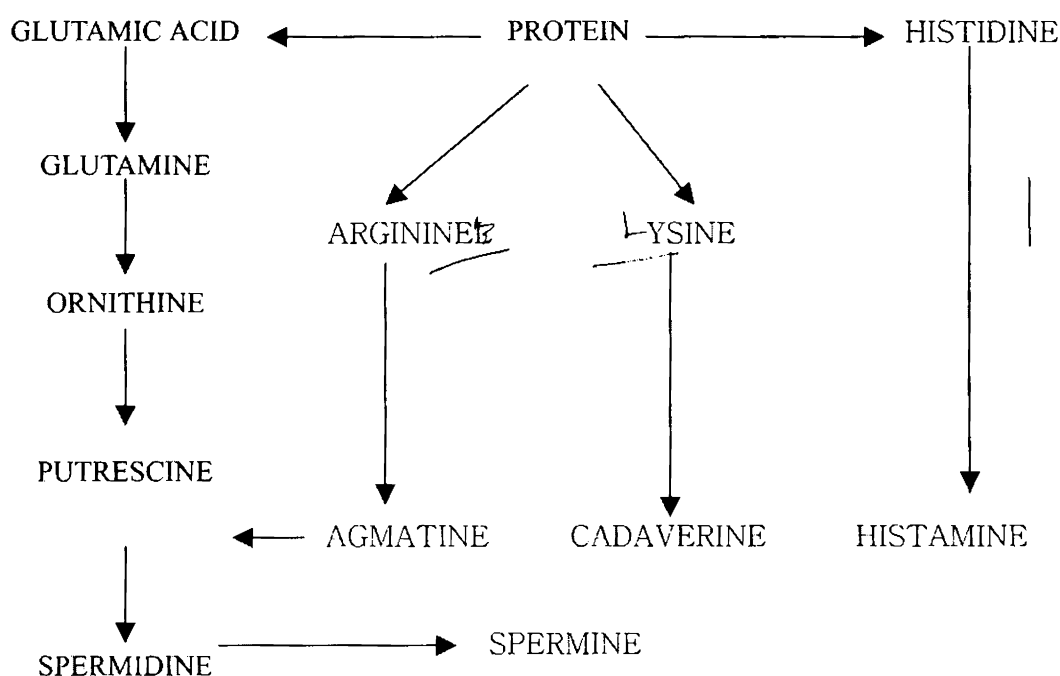 GLUTAMIC ACID PROTEIN HISTIDINE
GLUTAMINE
ARGININE LYSINE
ORNITHINE
PUTRESCINE
AGMATINE CADAVERINE HISTAMINE
SPERMIDINE SPERMINE